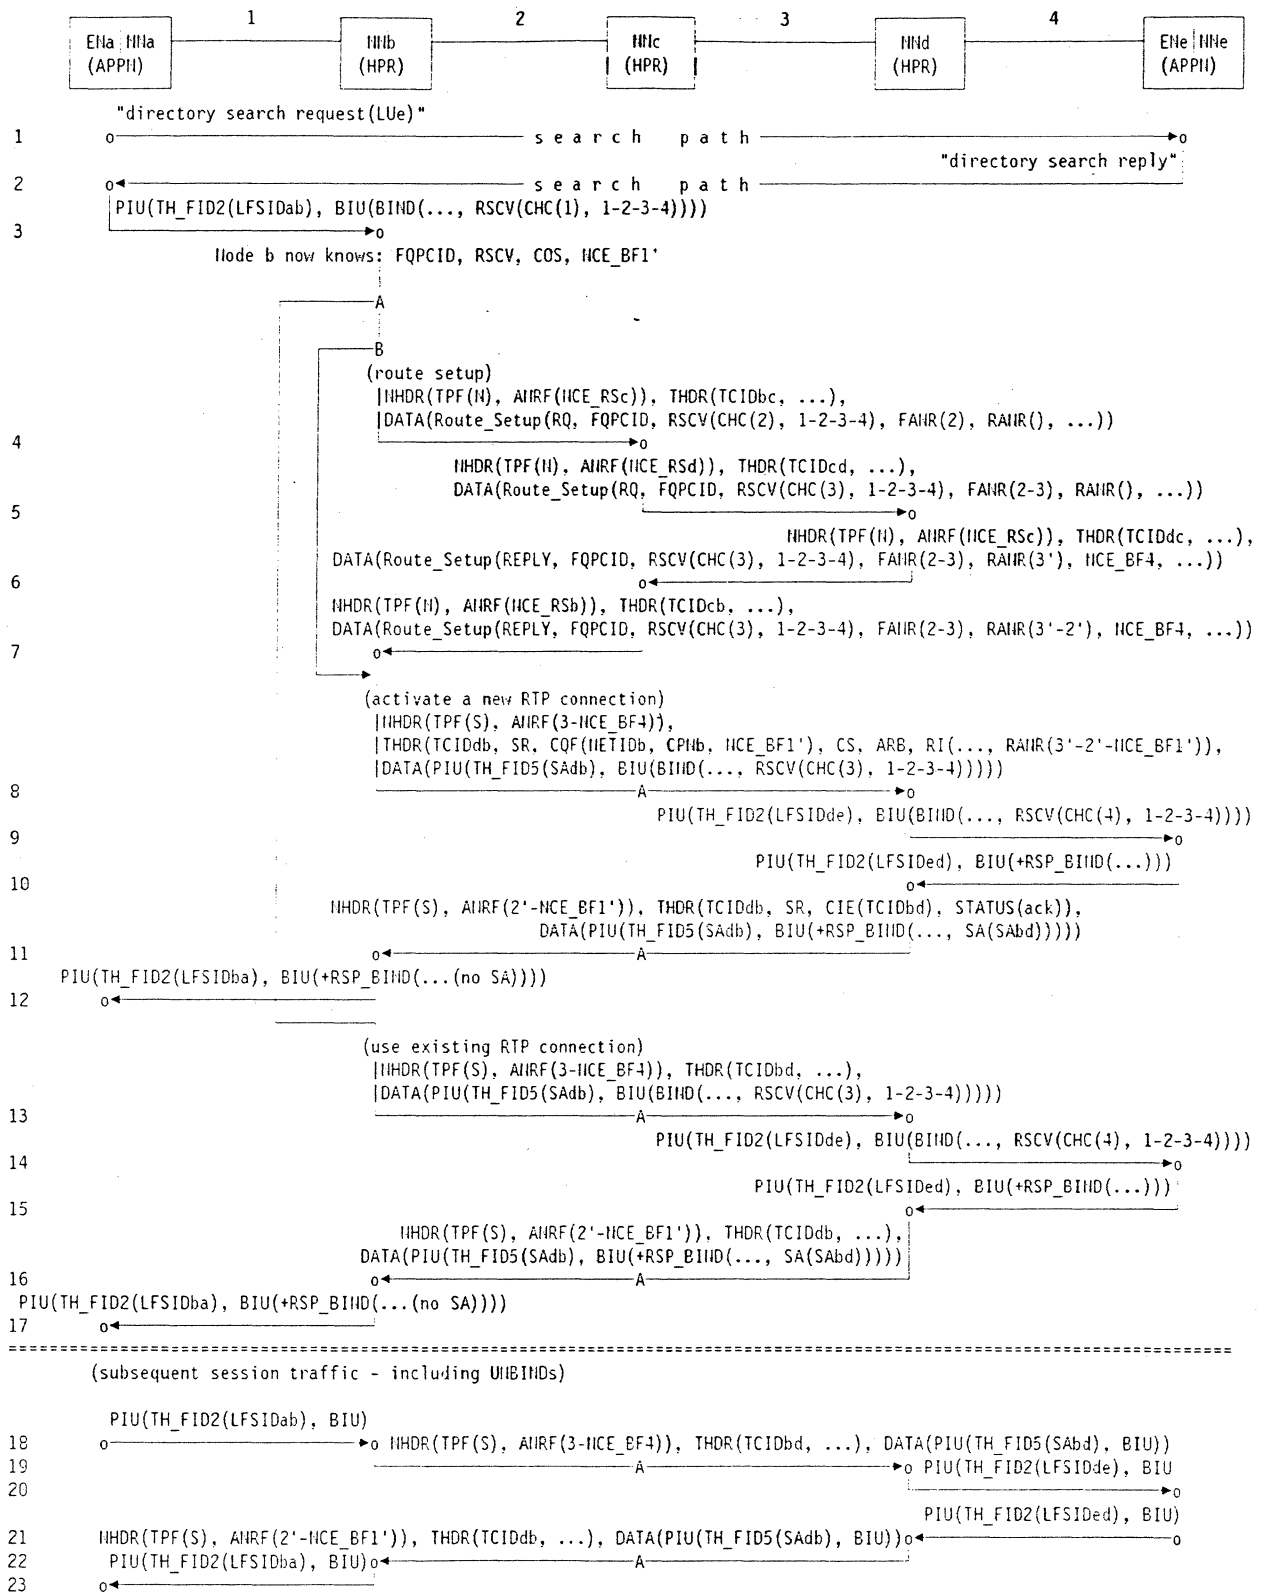 1 2 3 4
ENa NNa NNb NNc NNd ENe NNe
(APPN) (HPR) (HPR) (HPR) (APPN)
"directory search request(LUe)"
1 search path
"directory search reply"
2 search path
PIU(TH_FID2(LFSIDab), BIU(BIND(..., RSCV(CHC(1), 1-2-3-4))))
3
Node b now knows: FQPCID, RSCV, COS, NCE_BF1'
A
B
(route setup)
NHDR(TPF(N), ANRF(NCE_RSc)), THDR(TCIDbc, ...),
DATA(Route_Setup(RQ, FQPCID, RSCV(CHC(2), 1-2-3-4), FANR(2), RANR(), ...))
4
NHDR(TPF(N), ANRF(NCE_RSd)), THDR(TCIDcd, ...),
DATA(Route_Setup(RQ, FQPCID, RSCV(CHC(3), 1-2-3-4), FANR(2-3), RANR(), ...))
5
NHDR(TPF(N), ANRF(NCE_RSc)), THDR(TCIDdc, ...),
DATA(Route_Setup(REPLY, FQPCID, RSCV(CHC(3), 1-2-3-4), FANR(2-3), RANR(3'), NCE_BF4, ...))
6
NHDR(TPF(N), ANRF(NCE_RSb)), THDR(TCIDcb, ...),
DATA(Route_Setup(REPLY, FQPCID, RSCV(CHC(3), 1-2-3-4), FANR(2-3), RANR(3'-2'), NCE_BF4, ...))
7
(activate a new RTP connection)
NHDR(TPF(S), ANRF(3-NCE_BF4)),
THDR(TCIDdb, SR, CQF(NETIDb, CPNb, NCE_BF1'), CS, ARB, RI(..., RANR(3'-2'-NCE_BF1')),
DATA(PIU(TH_FID5(SAdb), BIU(BIND(..., RSCV(CHC(3), 1-2-3-4)))))
8 A
PIU(TH_FID2(LFSIDde), BIU(BIND(..., RSCV(CHC(4), 1-2-3-4))))
9
PIU(TH_FID2(LFSIDed), BIU(+RSP_BIND(...)))
10
NHDR(TPF(S), ANRF(2'-NCE_BF1')), THDR(TCIDdb, SR, CIE(TCIDbd), STATUS(ack)),
DATA(PIU(TH_FID5(SAdb), BIU(+RSP_BIND(..., SA(SAbd)))))
11 A
PIU(TH_FID2(LFSIDba), BIU(+RSP_BIND(...(no SA))))
12
(use existing RTP connection)
NHDR(TPF(S), ANRF(3-NCE_BF4)), THDR(TCIDbd, ...),
DATA(PIU(TH_FID5(SAdb), BIU(BIND(..., RSCV(CHC(3), 1-2-3-4)))))
13 A
PIU(TH_FID2(LFSIDde), BIU(BIND(..., RSCV(CHC(4), 1-2-3-4))))
14
PIU(TH_FID2(LFSIDed), BIU(+RSP_BIND(...)))
15
NHDR(TPF(S), ANRF(2'-NCE_BF1')), THDR(TCIDdb, ...),
DATA(PIU(TH_FID5(SAdb), BIU(+RSP_BIND(..., SA(SAbd)))))
16 A
PIU(TH_FID2(LFSIDba), BIU(+RSP_BIND(...(no SA))))
17
(subsequent session traffic - including UNBINDs)
PIU(TH_FID2(LFSIDab), BIU)
18 NHDR(TPF(S), ANRF(3-NCE_BF4)), THDR(TCIDbd, ...), DATA(PIU(TH_FID5(SAbd), BIU))
19 A PIU(TH_FID2(LFSIDde), BIU
20
PIU(TH_FID2(LFSIDed), BIU)
21 NHDR(TPF(S), ANRF(2'-NCE_BF1')), THDR(TCIDdb, ...), DATA(PIU(TH_FID5(SAdb), BIU))
22 PIU(TH_FID2(LFSIDba), BIU) A
23